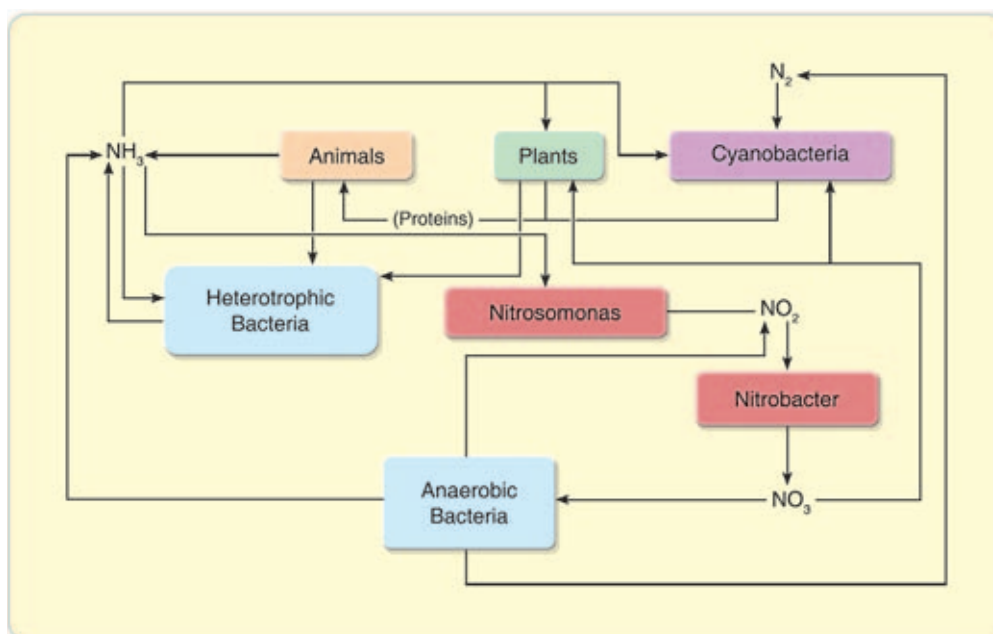 N₂
NH₃
Animals
Plants
Cyanobacteria
(Proteins)
Heterotrophic
Bacteria
Nitrosomonas
NO₂
Nitrobacter
Anaerobic
Bacteria
NO₃